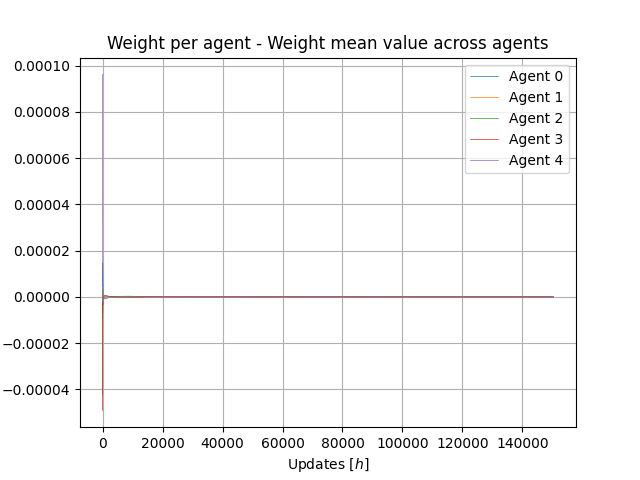 Weight per agent - Weight mean value across agents
0.00010
0.00008
0.00006
0.00004
0.00002
0.00000
−0.00002
−0.00004
Agent 0
Agent 1
Agent 2
Agent 3
Agent 4
0 20000 40000 60000 80000 100000 120000 140000
Updates [h]